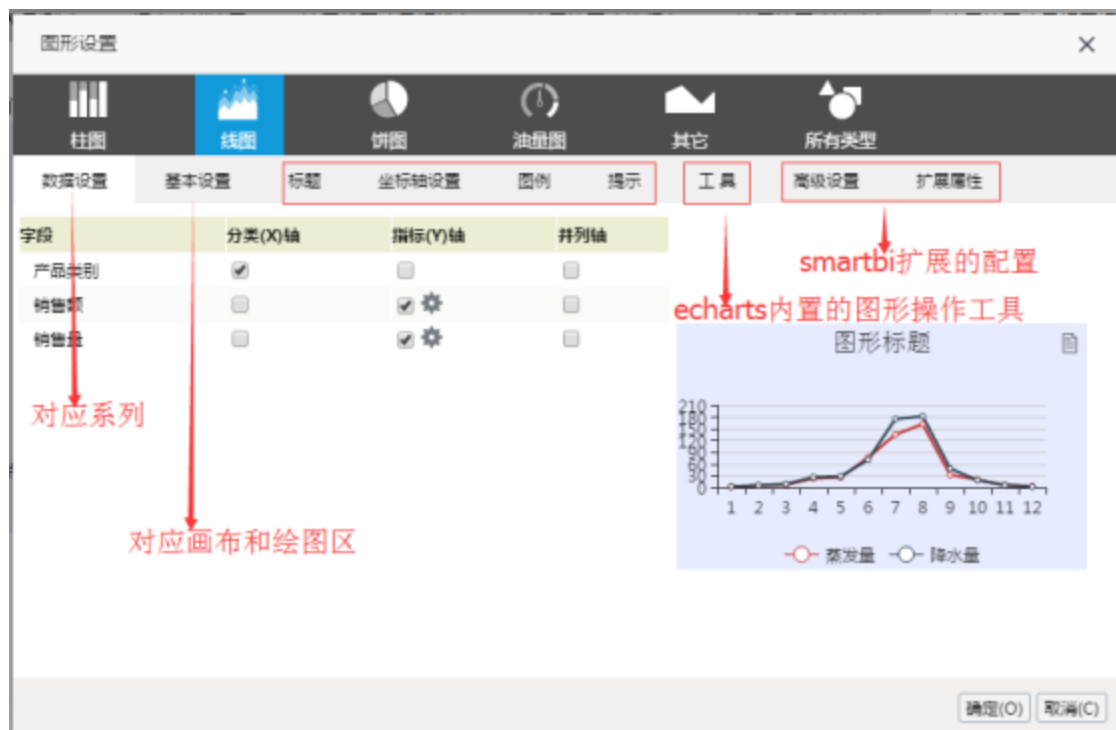 图形设置
柱图 线图 饼图 油量图 其它 所有类型
数据设置 基本设置 标题 坐标轴设置 图例 提示 工具 高级设置 扩展属性
字段 分类(X)轴 指标(Y)轴 并列轴
产品类别
销售额
销售量
smartbi扩展的配置
echarts内置的图形操作工具
对应系列
对应画布和绘图区
图形标题
210
180
150
120
90
60
30
0
1 2 3 4 5 6 7 8 9 10 11 12
蒸发量 降水量
确定(O) 取消(C)